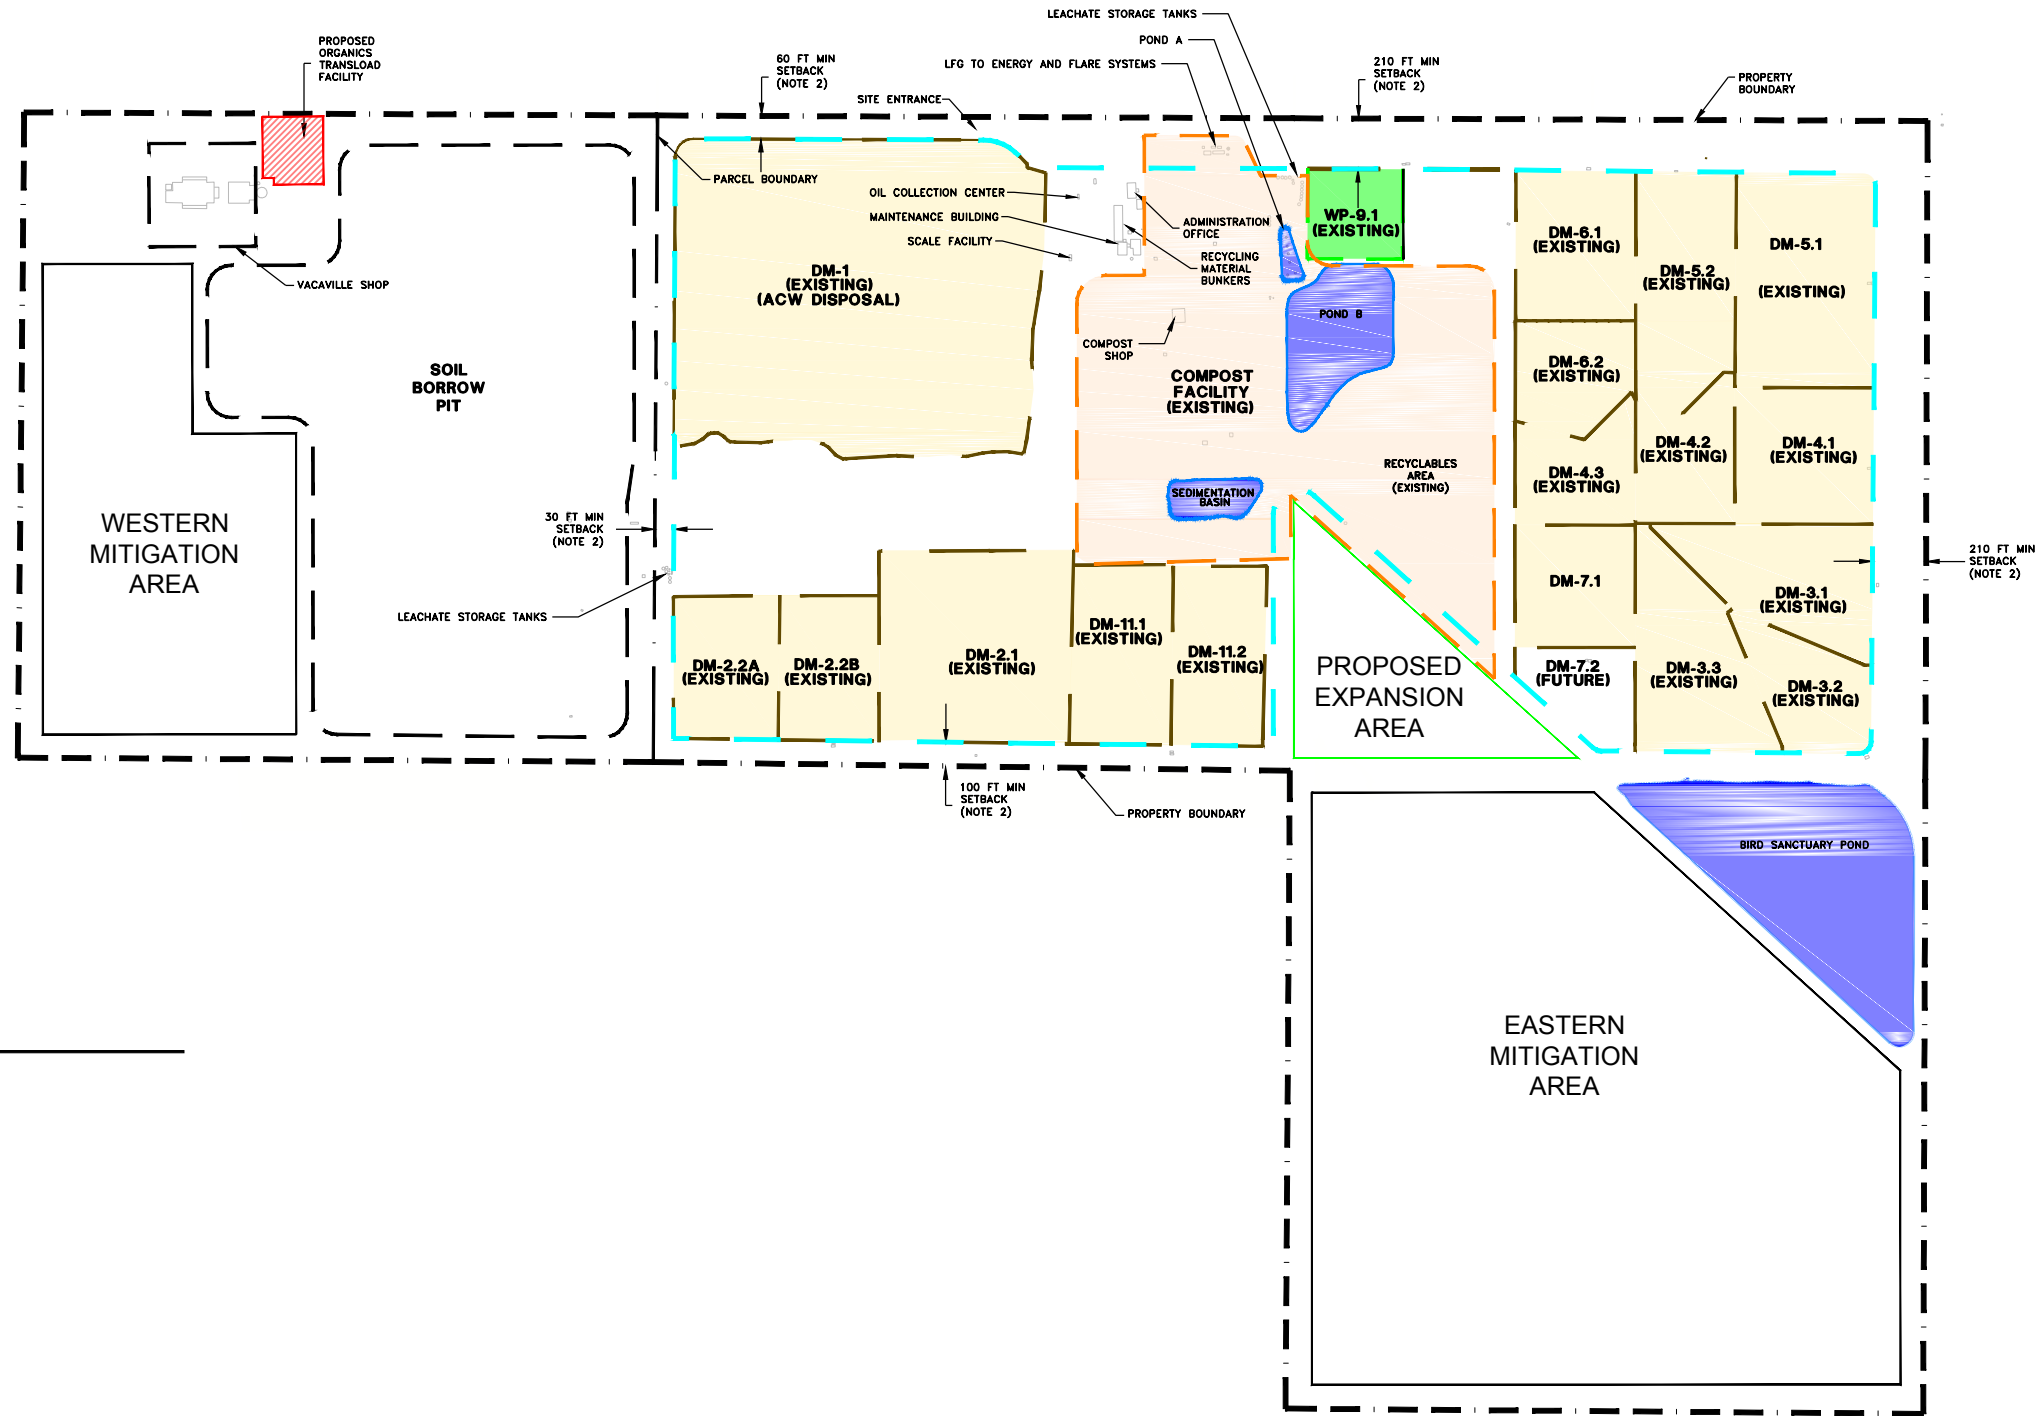 LEACHATE STORAGE TANKS
POND A
LFG TO ENERGY AND FLARE SYSTEMS
SITE ENTRANCE
PROPOSED
ORGANICS
TRANSLOAD
FACILITY
60 FT MIN
SETBACK
(NOTE 2)
210 FT MIN
SETBACK
(NOTE 2)
PROPERTY
BOUNDARY
PARCEL BOUNDARY
OIL COLLECTION CENTER
MAINTENANCE BUILDING
SCALE FACILITY
ADMINISTRATION
OFFICE
RECYCLING
MATERIAL
BUNKERS
WP-9.1
(EXISTING)
VACAVILLE SHOP
DM-1
(EXISTING)
(ACW DISPOSAL)
POND B
COMPOST
SHOP
COMPOST
FACILITY
(EXISTING)
DM-6.1
(EXISTING)
DM-5.2
(EXISTING)
DM-5.1
(EXISTING)
DM-6.2
(EXISTING)
SOIL
BORROW
PIT
DM-4.3
(EXISTING)
DM-4.2
(EXISTING)
DM-4.1
(EXISTING)
RECYCLABLES
AREA
(EXISTING)
SEDIMENTATION
BASIN
WESTERN
MITIGATION
AREA
30 FT MIN
SETBACK
(NOTE 2)
LEACHATE STORAGE TANKS
210 FT MIN
SETBACK
(NOTE 2)
DM-7.1
DM-3.1
(EXISTING)
DM-2.2A
(EXISTING)
DM-2.2B
(EXISTING)
DM-2.1
(EXISTING)
DM-11.1
(EXISTING)
DM-11.2
(EXISTING)
PROPOSED
EXPANSION
AREA
DM-7.2
(FUTURE)
DM-3.3
(EXISTING)
DM-3.2
(EXISTING)
100 FT MIN
SETBACK
(NOTE 2)
PROPERTY BOUNDARY
BIRD SANCTUARY POND
EASTERN
MITIGATION
AREA